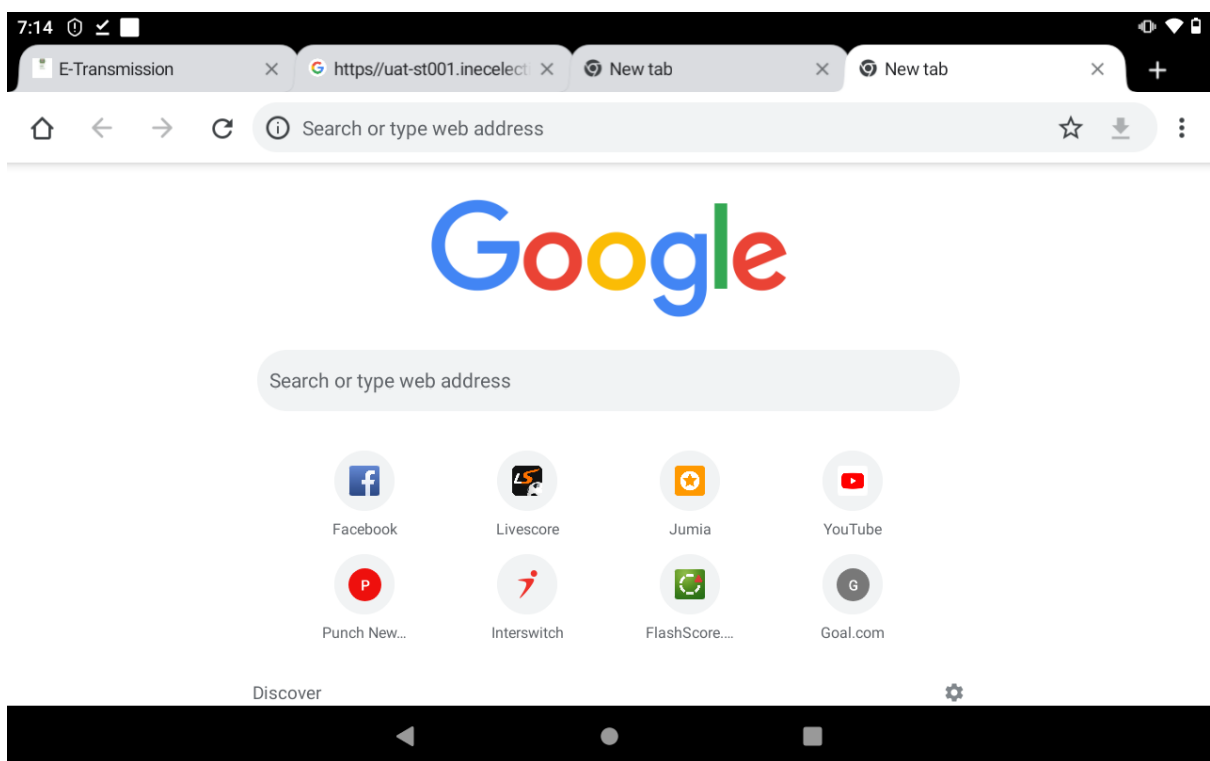 7:14
E-Transmission
https//uat-st001.inecelect
New tab
New tab
Search or type web address
Google
Search or type web address
Facebook
Livescore
Jumia
YouTube
P
G
Punch New...
Interswitch
FlashScore....
Goal.com
Discover